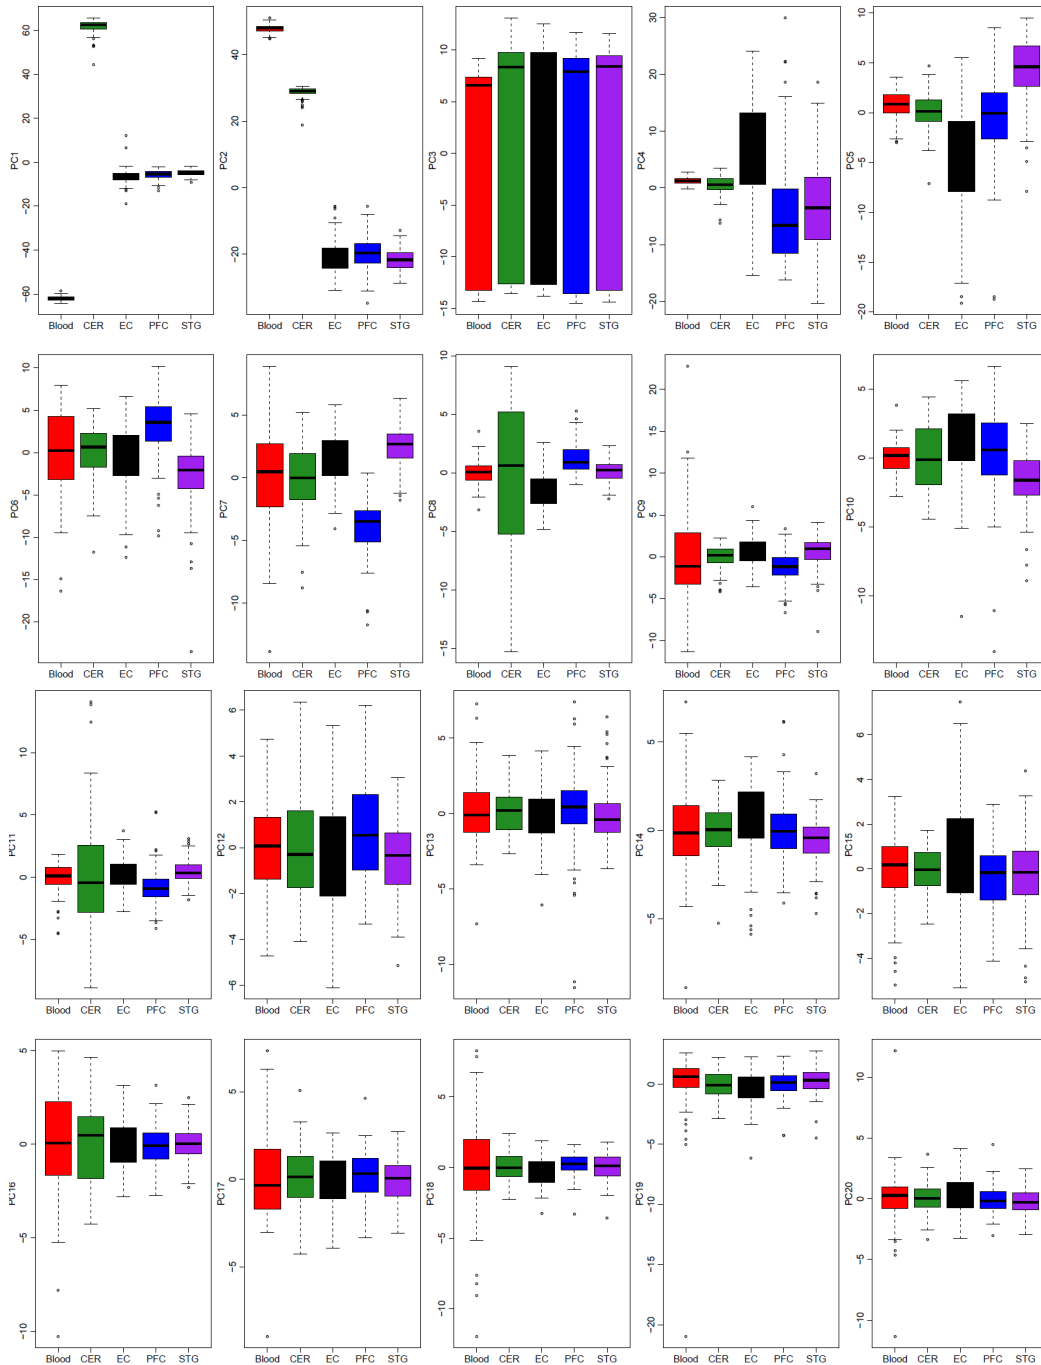 PC1
60
20
0
−20
−60
Blood CER EC PFC STG
PC2
40
20
0
−20
Blood CER EC PFC STG
PC3
10
5
0
−5
−10
−15
Blood CER EC PFC STG
PC4
30
20
10
0
−10
−20
Blood CER EC PFC STG
PC5
10
5
0
−5
−10
−15
−20
Blood CER EC PFC STG
PC6
10
5
0
−5
−10
−15
−20
Blood CER EC PFC STG
PC7
5
0
−5
−10
Blood CER EC PFC STG
PC8
10
5
0
−5
−10
−15
Blood CER EC PFC STG
PC9
20
15
10
5
0
−5
−10
Blood CER EC PFC STG
PC10
5
0
−5
−10
Blood CER EC PFC STG
PC11
10
5
0
−5
Blood CER EC PFC STG
PC12
6
4
2
0
−2
−4
−6
Blood CER EC PFC STG
PC13
5
0
−5
−10
Blood CER EC PFC STG
PC14
5
0
−5
Blood CER EC PFC STG
PC15
6
4
2
0
−2
−4
Blood CER EC PFC STG
PC16
5
0
−5
−10
Blood CER EC PFC STG
PC17
5
0
−5
Blood CER EC PFC STG
PC18
5
0
−5
−10
Blood CER EC PFC STG
PC19
0
−5
−10
−15
−20
Blood CER EC PFC STG
PC20
10
5
0
−5
−10
Blood CER EC PFC STG